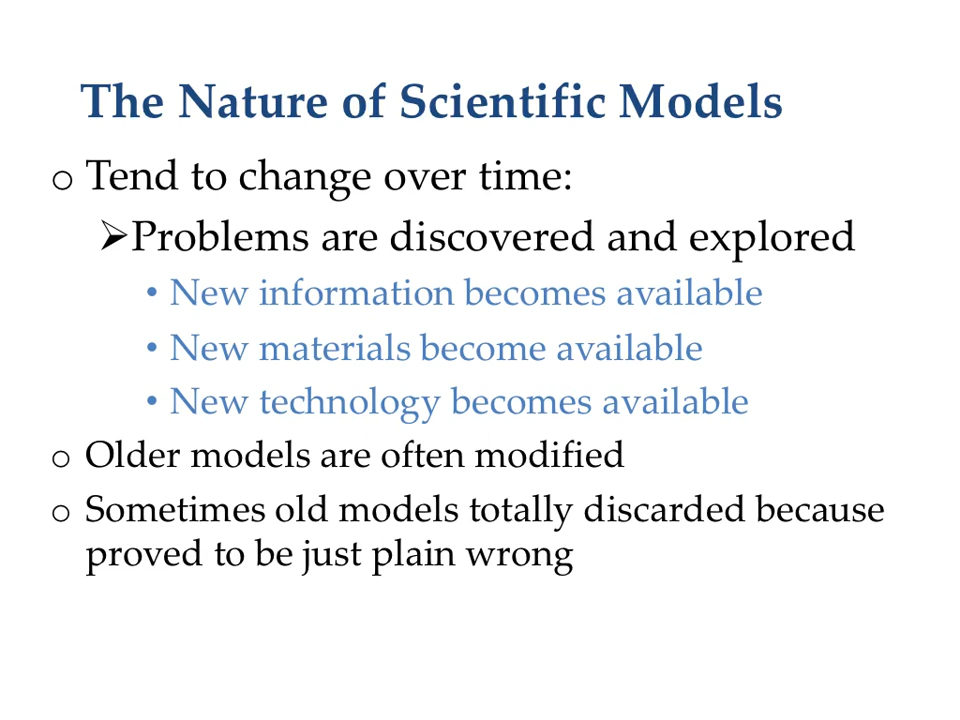 The Nature of Scientific Models
o Tend to change over time:
➢Problems are discovered and explored
• New information becomes available
• New materials become available
• New technology becomes available
o Older models are often modified
o Sometimes old models totally discarded because
proved to be just plain wrong